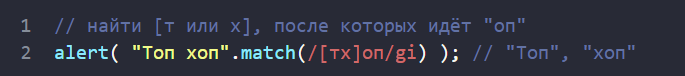 1 // найти [т или х], после которых идёт "оп"
2 alert( "Топ хоп".match(/[тх]оп/gi) ); // "Топ", "хоп"